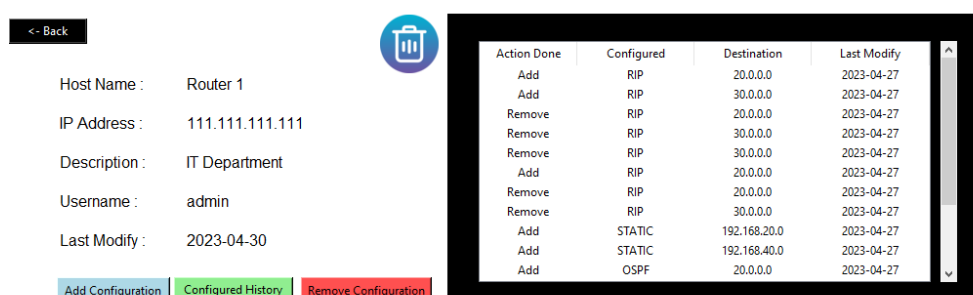 <- Back
Host Name : Router 1
IP Address : 111.111.111.111
Description : IT Department
Username : admin
Last Modify : 2023-04-30
Add Configuration Configured History Remove Configuration
Action Done Configured Destination Last Modify
Add RIP 20.0.0.0 2023-04-27
Add RIP 30.0.0.0 2023-04-27
Remove RIP 20.0.0.0 2023-04-27
Remove RIP 30.0.0.0 2023-04-27
Remove RIP 30.0.0.0 2023-04-27
Add RIP 20.0.0.0 2023-04-27
Remove RIP 20.0.0.0 2023-04-27
Remove RIP 30.0.0.0 2023-04-27
Add STATIC 192.168.20.0 2023-04-27
Add STATIC 192.168.40.0 2023-04-27
Add OSPF 20.0.0.0 2023-04-27